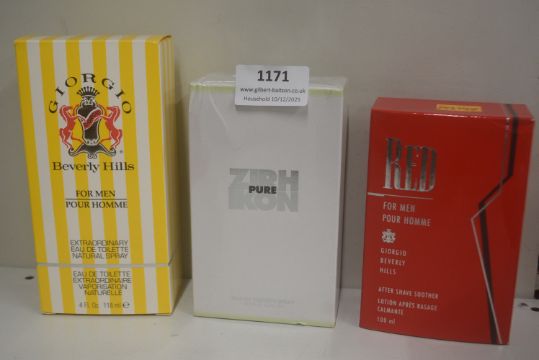 GIORGIO
Beverly Hills
FOR MEN
POUR HOMME
EXTRAORDINARY
EAU DE TOILETTE
NATURAL SPRAY
EAU DE TOILETTE
EXTRAORDINAIRE
VAPORISATION
NATURELLE
4 Fl. Oz. 118 ml e
1171
www.gilbert-baitson.co.uk
Household 10/12/2025
ZIRH
PURE
IKON
RED
FOR MEN
POUR HOMME
GIORGIO
BEVERLY
HILLS
AFTER SHAVE SOOTHER
LOTION APRÈS RASAGE
CALMANTE
100 ml